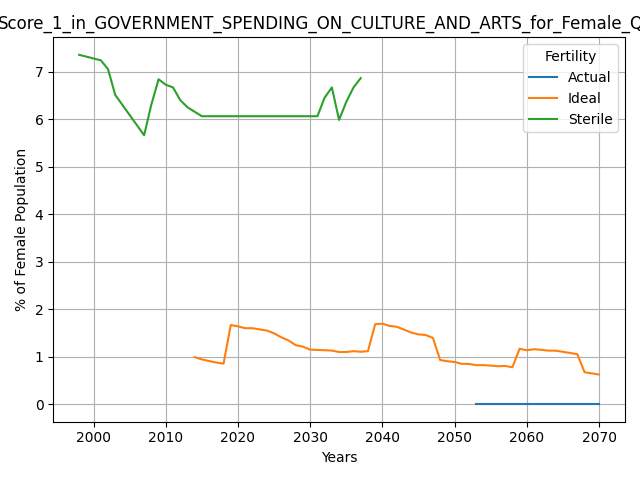 Score_1_in_GOVERNMENT_SPENDING_ON_CULTURE_AND_ARTS_for_Female_Q
Fertility
Actual
Ideal
Sterile
% of Female Population
7
6
5
4
3
2
1
0
2000 2010 2020 2030 2040 2050 2060 2070
Years